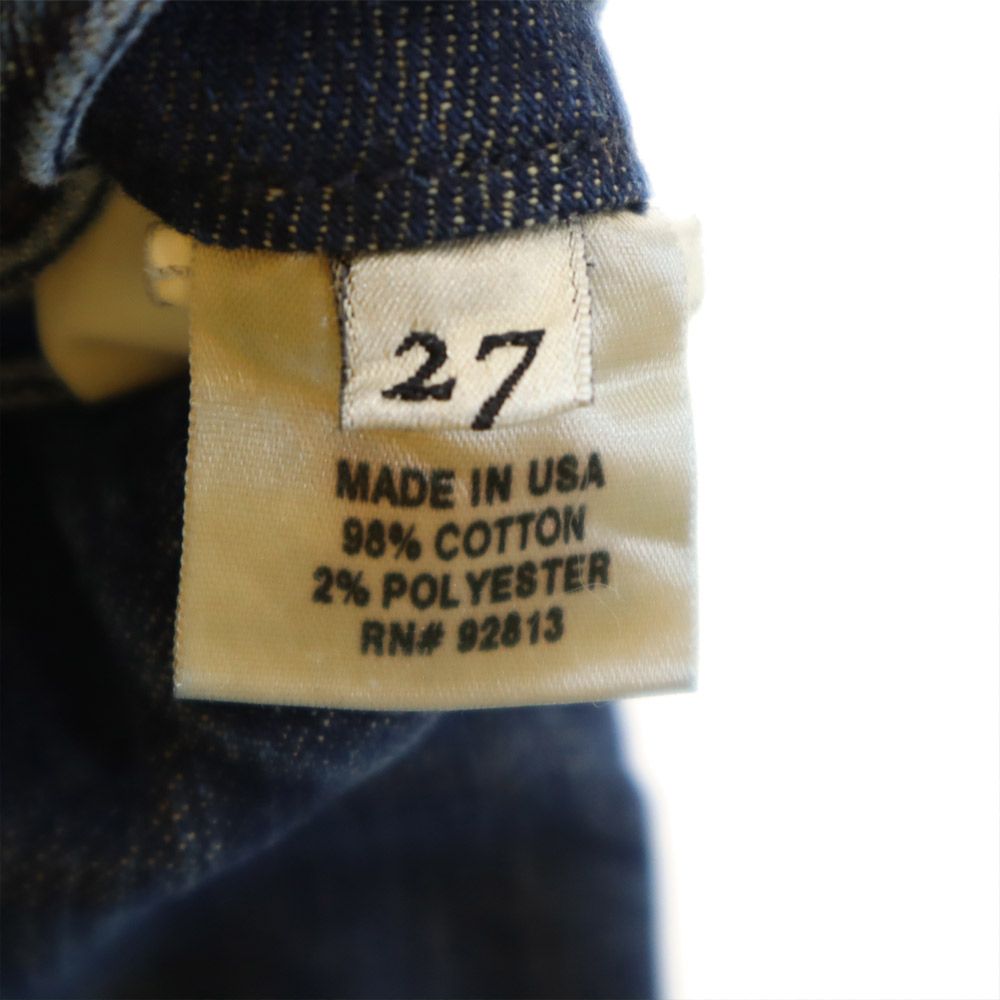 27
MADE IN USA
98% COTTON
2% POLYESTER
RN# 92813